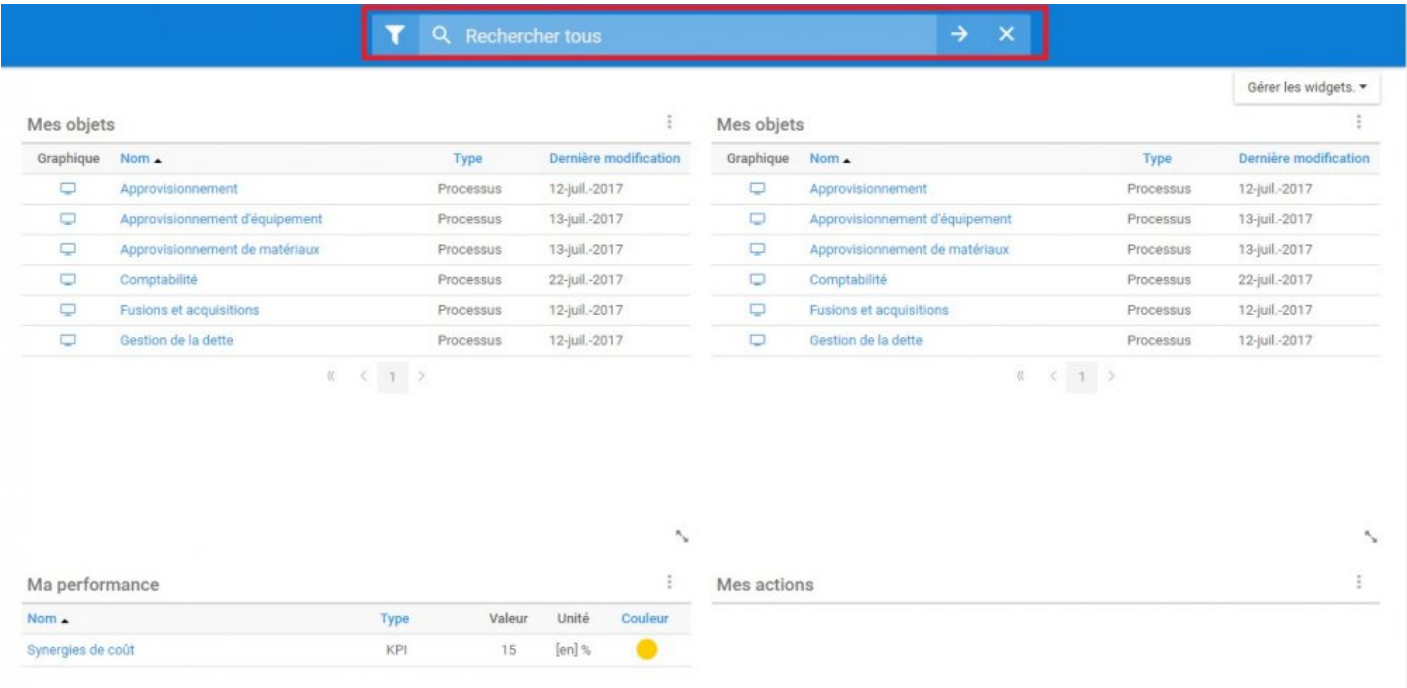 Rechercher tous
Gérer les widgets.
Mes objets
Graphique Nom Type Dernière modification
Approvisionnement Processus 12-juil.-2017
Approvisionnement d'équipement Processus 13-juil.-2017
Approvisionnement de matériaux Processus 13-juil.-2017
Comptabilité Processus 22-juil.-2017
Fusions et acquisitions Processus 12-juil.-2017
Gestion de la dette Processus 12-juil.-2017
1
Mes objets
Graphique Nom Type Dernière modification
Approvisionnement Processus 12-juil.-2017
Approvisionnement d'équipement Processus 13-juil.-2017
Approvisionnement de matériaux Processus 13-juil.-2017
Comptabilité Processus 22-juil.-2017
Fusions et acquisitions Processus 12-juil.-2017
Gestion de la dette Processus 12-juil.-2017
1
Ma performance
Nom Type Valeur Unité Couleur
Synergies de coût KPI 15 [en] %
Mes actions